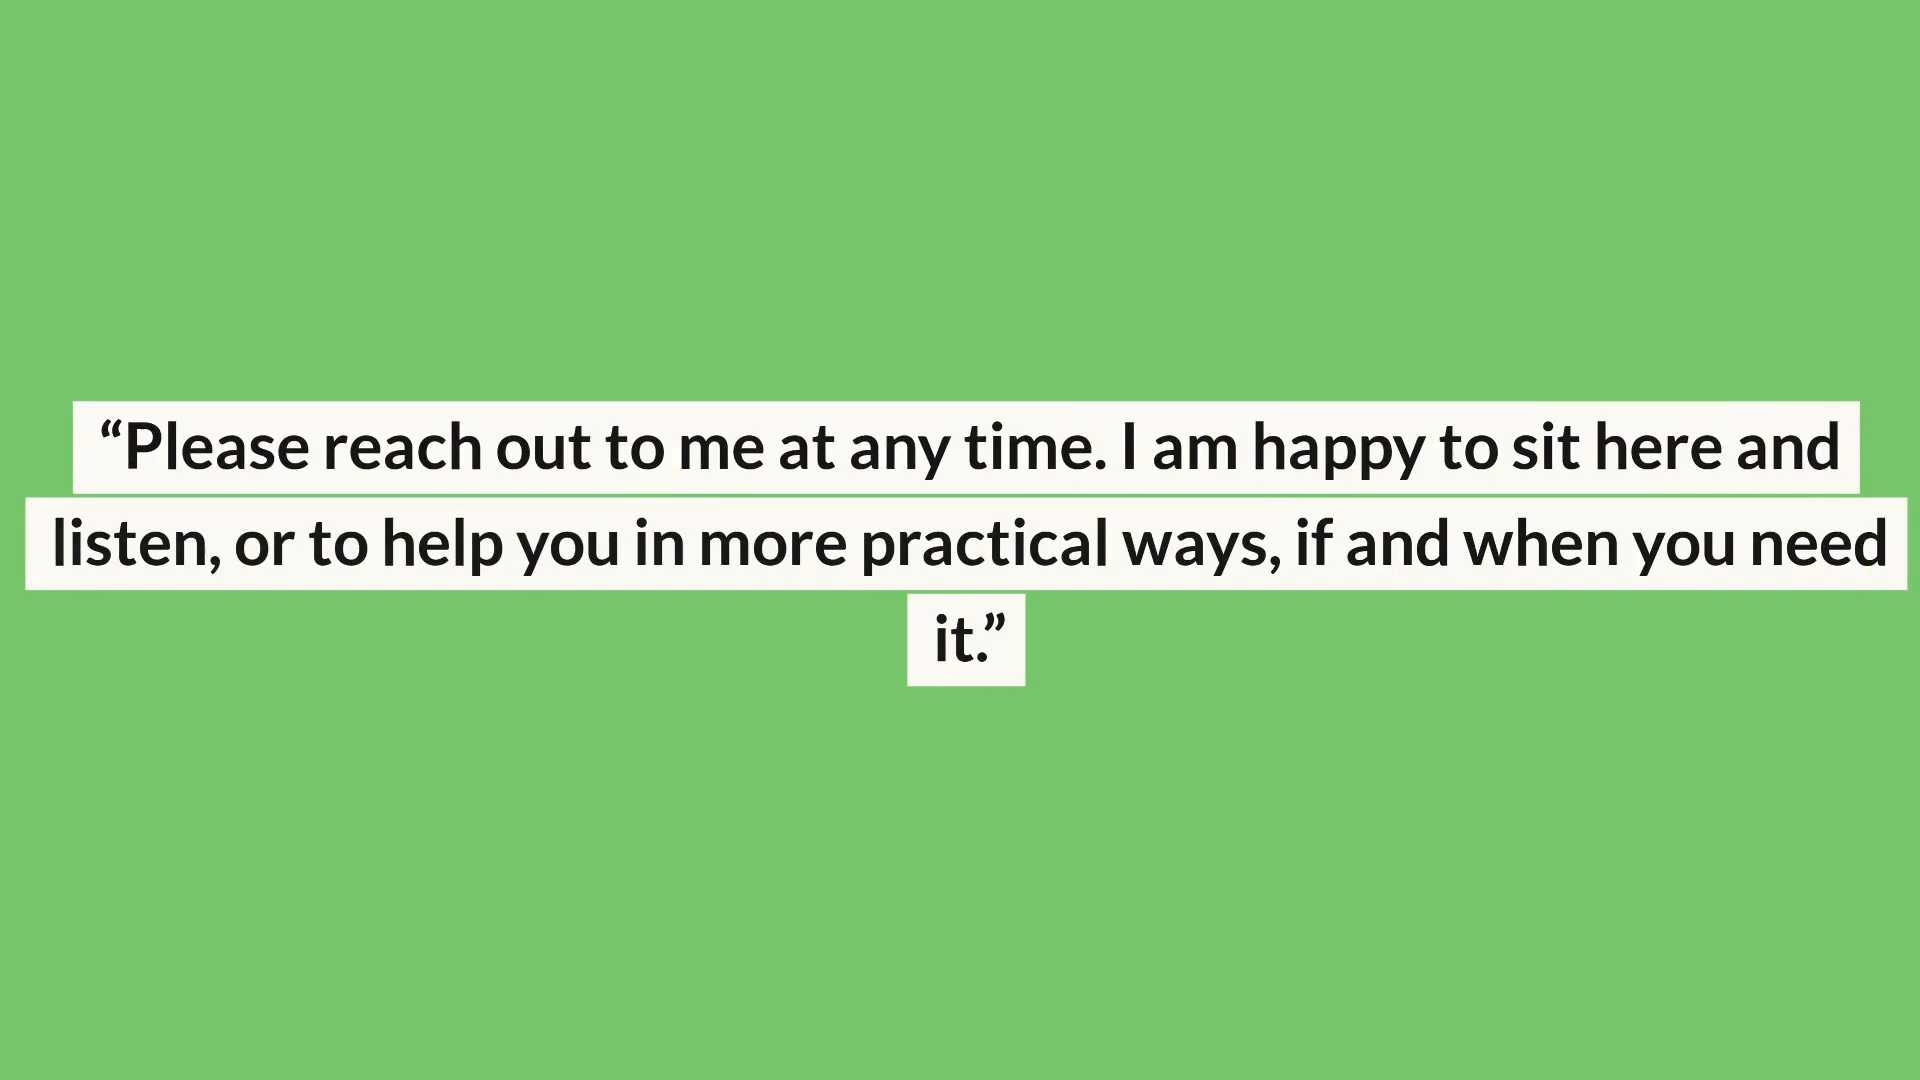 “Please reach out to me at any time. I am happy to sit here and
listen, or to help you in more practical ways, if and when you need
it.”